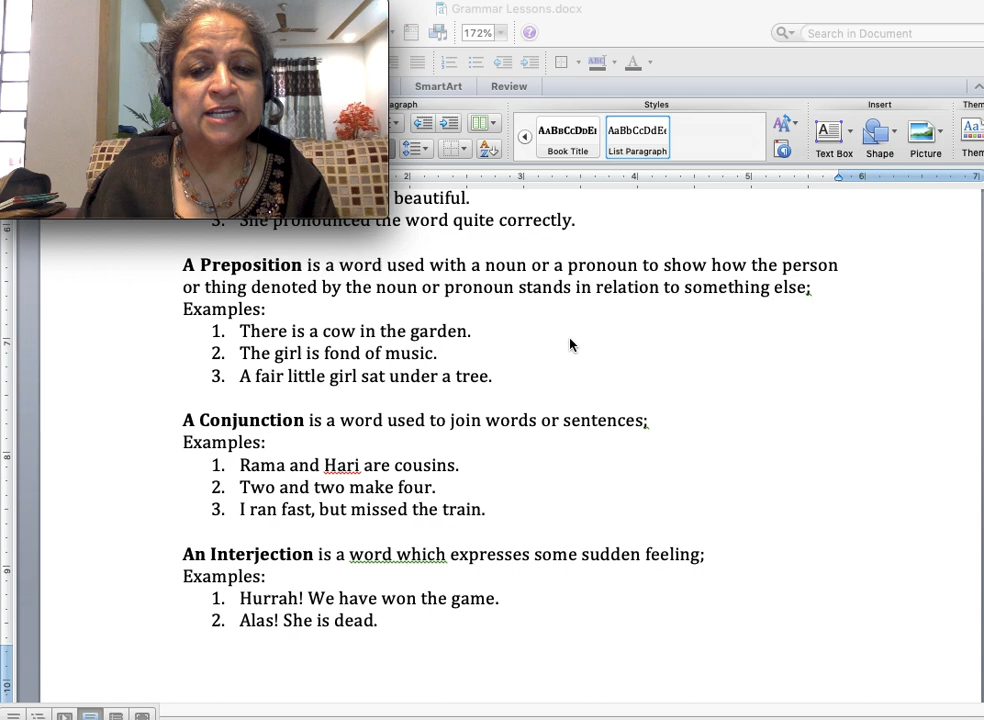 Grammar Lessons.docx
172%
Search in Document
SmartArt Review
Styles Insert
AaBbCcDdEe
Book Title
List Paragraph
Text Box Shape Picture
beautiful.
3. She pronounced the word quite correctly.
A Preposition is a word used with a noun or a pronoun to show how the person
or thing denoted by the noun or pronoun stands in relation to something else;
Examples:
1. There is a cow in the garden.
2. The girl is fond of music.
3. A fair little girl sat under a tree.
A Conjunction is a word used to join words or sentences;
Examples:
1. Rama and Hari are cousins.
2. Two and two make four.
3. I ran fast, but missed the train.
An Interjection is a word which expresses some sudden feeling;
Examples:
1. Hurrah! We have won the game.
2. Alas! She is dead.